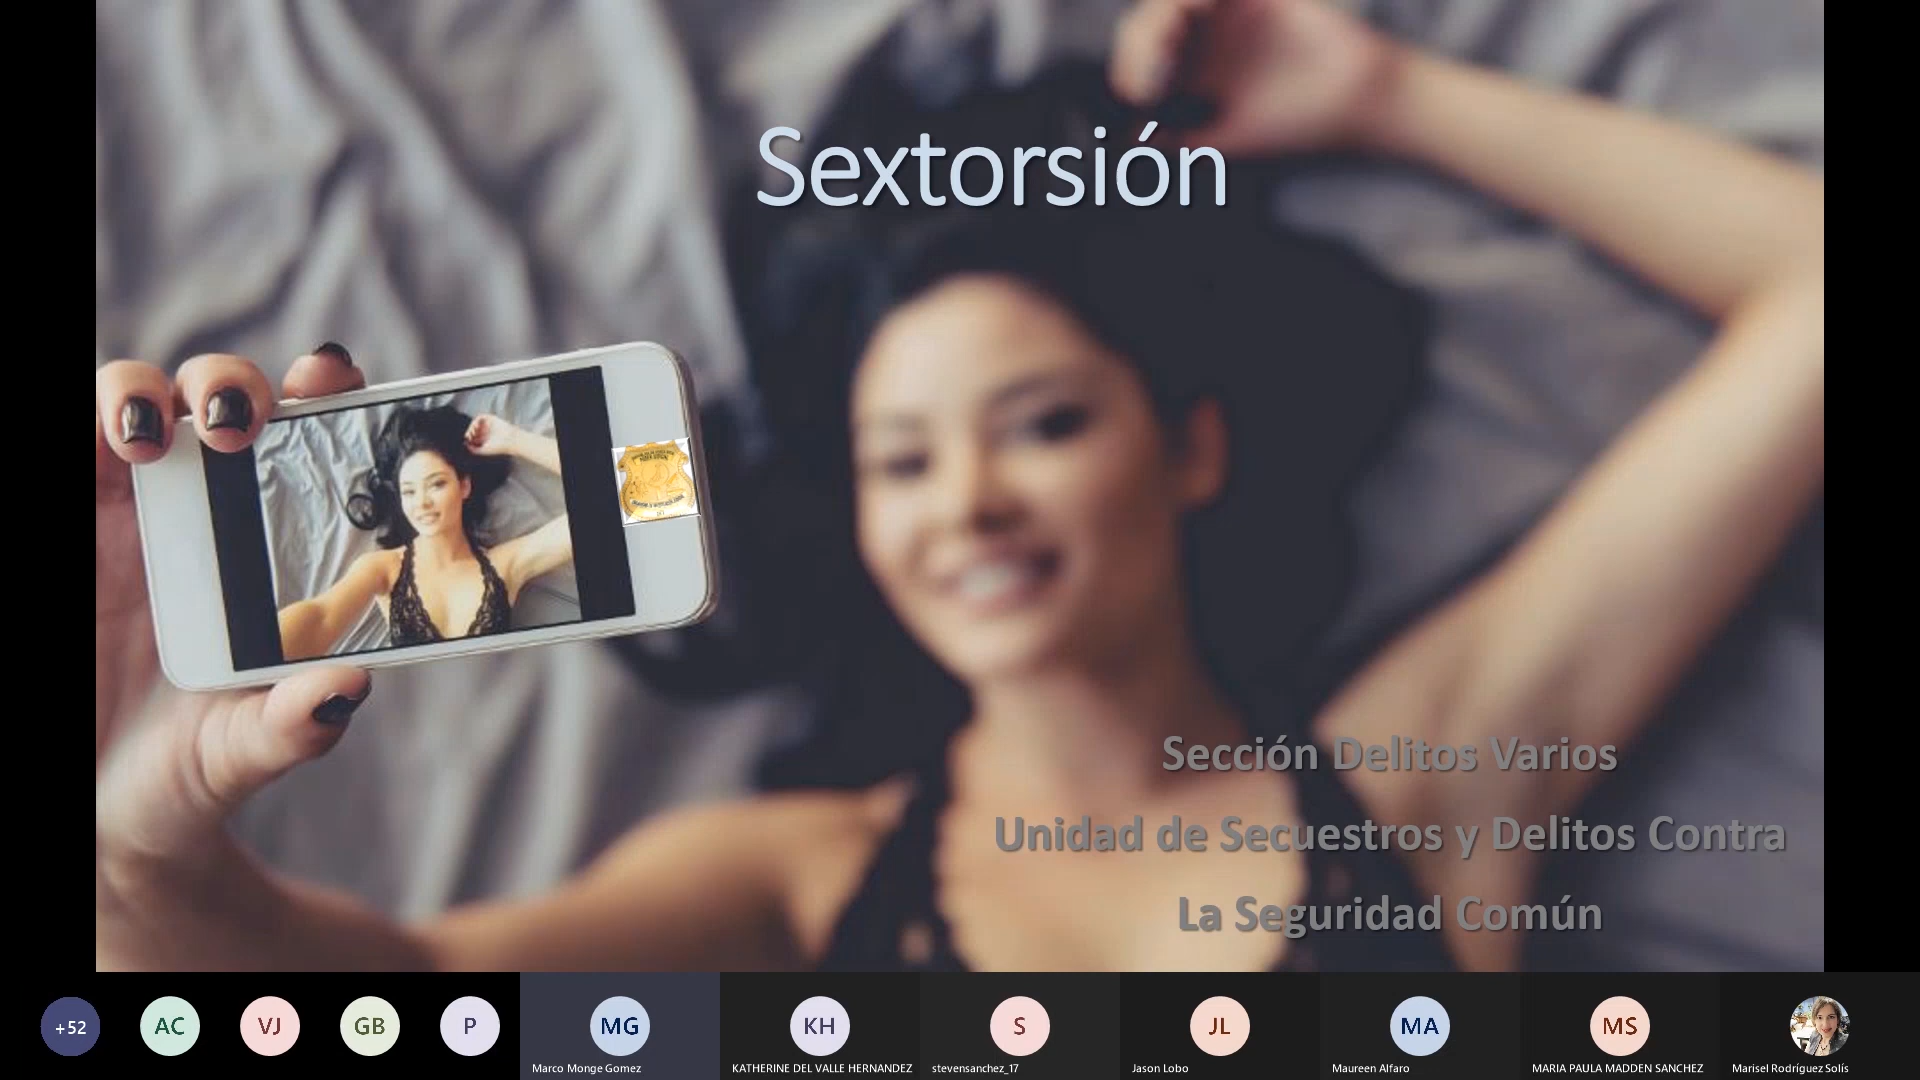 Sextorsión
Sección Delitos Varios
Unidad de Secuestros y Delitos Contra
La Seguridad Común
+52
AC
VJ
GB
P
MG
KH
S
JL
MA
MS
Marco Monge Gomez
KATHERINE DEL VALLE HERNANDEZ
stevensanchez_17
Jason Lobo
Maureen Alfaro
MARIA PAULA MADDEN SANCHEZ
Marisel Rodríguez Solís